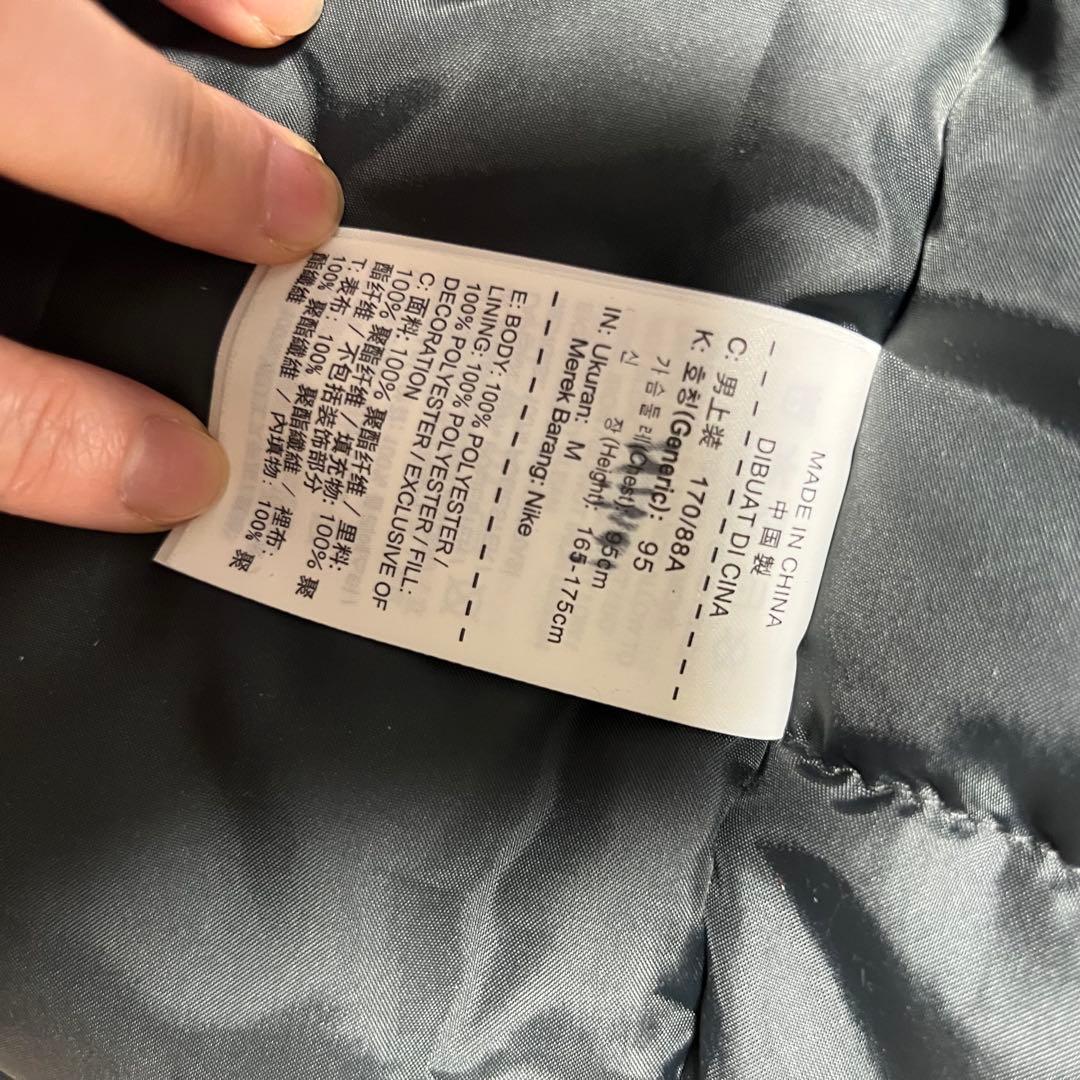 MADE IN CHINA
中国製
DIBUAT DI CINA
C: 男上装 170/88A
K: 호칭(Generic): 95
가슴둘레(Chest): 95cm
신 장(Height): 165-175cm
IN: Ukuran: M
Merek Barang: Nike
E: BODY: 100% POLYESTER/
LINING: 100% POLYESTER/
100% POLYESTER / FILL:
DECORATION
POLYESTER / EXCLUSIVE OF
C: 面料: 100% 聚酯纤维 / 里料:
100% 聚酯纤维 / 填充物: 100% 聚
酯纤维 / 不包括装饰部分
T: 表布: 100% 聚酯纖維 / 裡布:
100% 聚酯纖維 / 內填物: 100% 聚
酯纖維